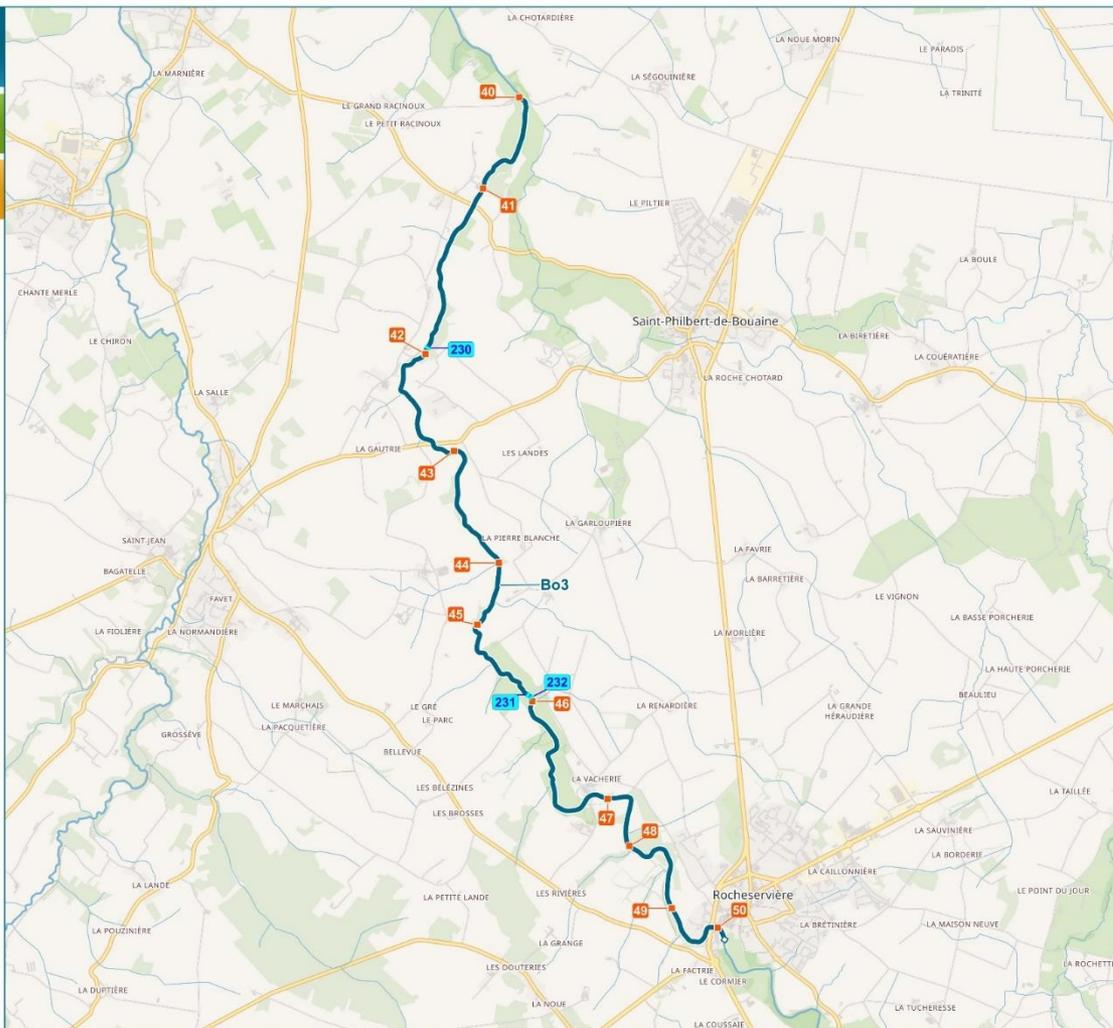 LA CHOTARDIÈRE
LA NOUE MORIN
LE PARADIS
LA MARNIÈRE
LA SÉGOUINIÈRE
40
LA TRINITÉ
LE GRAND RACINOUX
LE PETIT RACINOUX
41
LE PILTIER
LA BOULE
CHANTE MERLE
Saint-Philbert-de-Bouaine
42
230
LE CHIRON
LA BIRETIÈRE
LA COUÉRATIÈRE
LA ROCHE CHOTARD
LA SALLE
LA GAUTRIE
LES LANDES
43
LA GARLOUPIÈRE
SAINT-JEAN
LA PIERRE BLANCHE
LA FAVRIE
44
BAGATELLE
LA BARRETIÈRE
Bo3
FAVET
LE VIGNON
45
LA BASSE PORCHERIE
LA FIOLIÈRE
LA NORMANDIÈRE
LA MORLIÈRE
LA HAUTE PORCHERIE
232
BEAULIEU
231
46
LE MARCHAIS
LE GRÉ
LA RENARDIÈRE
LA GRANDE
HÉRAUDIÈRE
LE PARC
LA PACQUETIÈRE
GROSSÈVE
BELLEVUE
LA VACHERIE
LES BÉLÉZINES
LA TAILLÉE
LES BROSSES
47
48
LA SAUVINIÈRE
LA BORDERIE
LA CAILLONNIÈRE
LA LANDE
LES RIVIÈRES
LA PETITE LANDE
Rocheservière
LE POINT DU JOUR
49
50
LA BRÉTINIÈRE
LA MAISON NEUVE
LA POUZINIÈRE
LA GRANGE
LES DOUTERIES
LA FACTRIE
LA ROCHETT
LE CORMIER
LA DUPTIÈRE
LA NOUE
LA TUCHERESSE
LA COUSSAIE